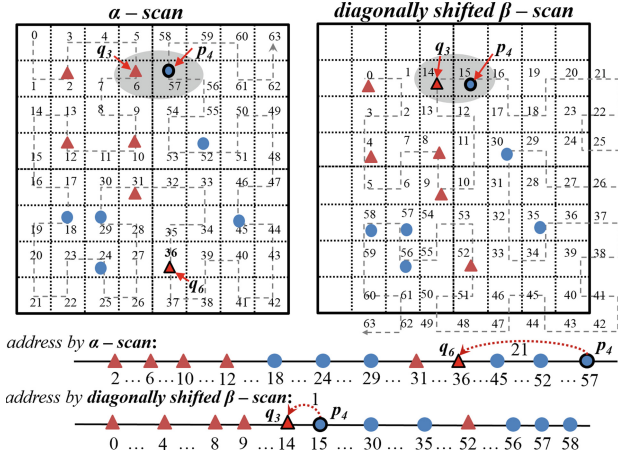 α – scan
0 3 4 5 58 59 60 63
q3 p4
1 2 7 6 57 56 61 62
14 13 8 9 54 55 50 49
15 12 11 10 53 52 51 48
16 17 30 31 32 33 46 47
19 18 29 28 35 34 45 44
20 23 24 27 36 39 40 43
q6
21 22 25 26 37 38 41 42
diagonally shifted β – scan
q3 p4
0 1 14 15 16 19 20 21
3 2 13 12 17 18 23 22
4 7 8 11 30 29 24 25
5 6 9 10 31 28 27 26
58 57 54 53 32 35 36 37
59 56 55 52 33 34 39 38
60 61 50 51 46 45 40 41
63 62 49 48 47 44 43 42
address by α – scan:
q6 21 p4
2 … 6 … 10 … 12 … 18 … 24 … 29 … 31 … 36 … 45 … 52 … 57
address by diagonally shifted β – scan:
q3 1 p4
0 … 4 … 8 … 9 … 14 … 15 … 30 … 35 … 52 … 56 … 57 … 58